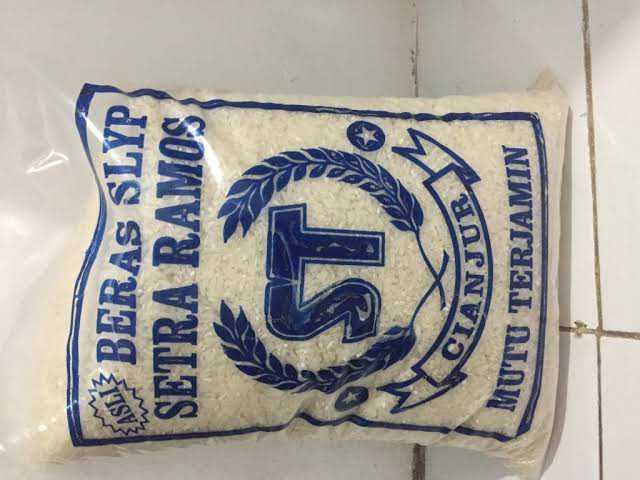 ASLI
BERAS SLYP
SETRA RAMOS
ST
CIANJUR
MUTU TERJAMIN